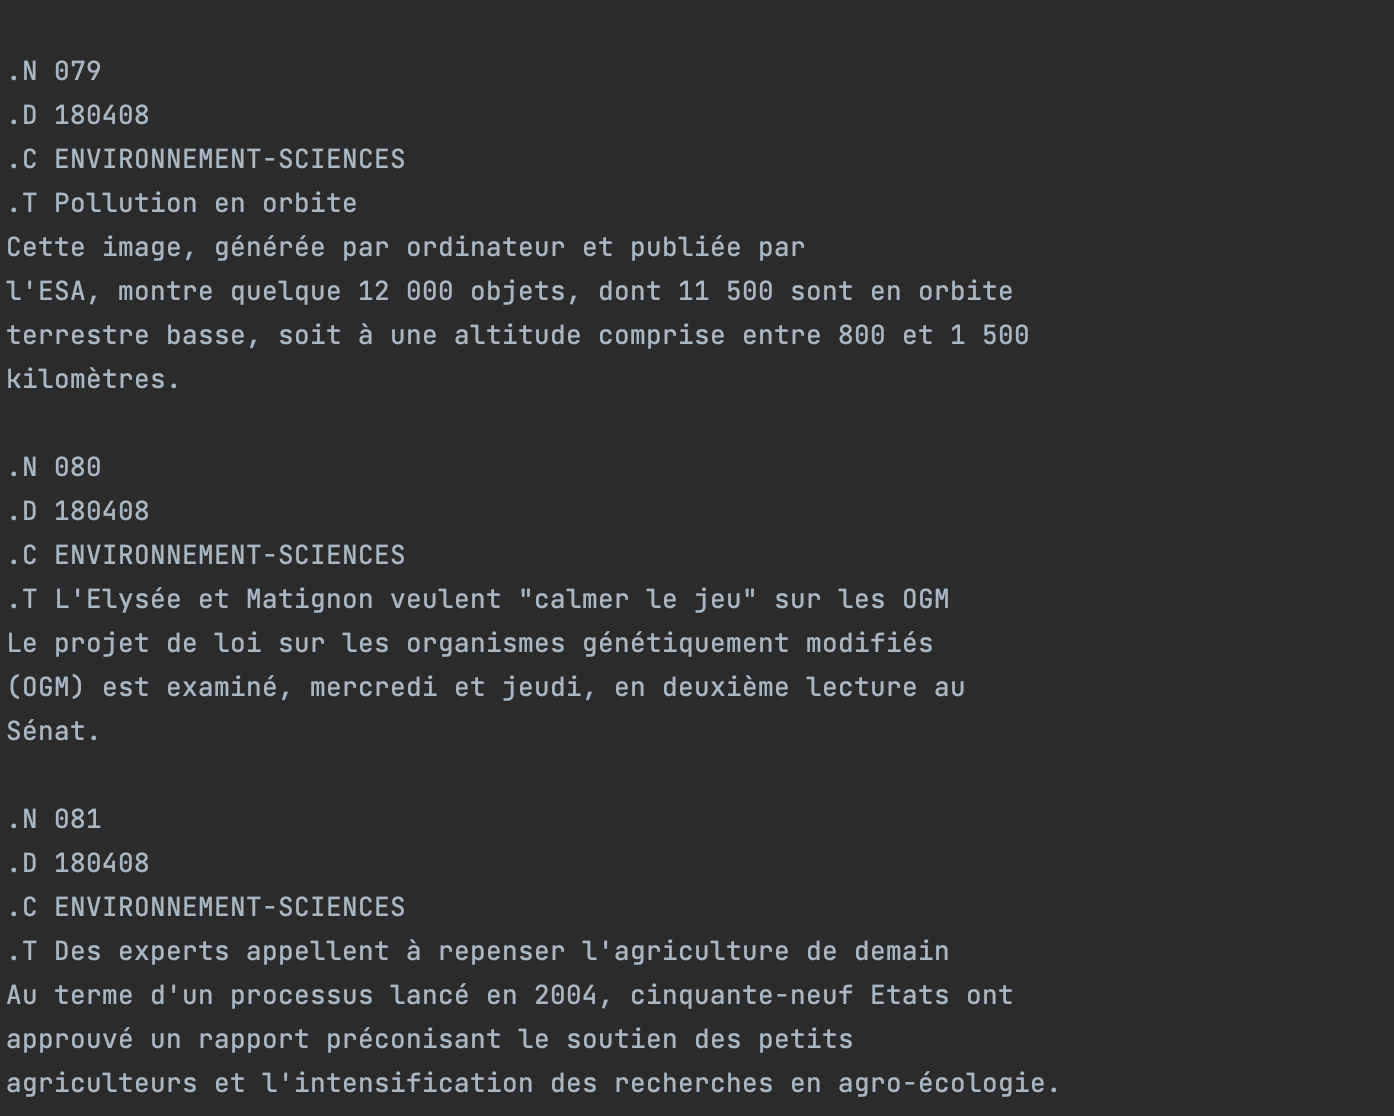 .N 079
.D 180408
.C ENVIRONNEMENT-SCIENCES
.T Pollution en orbite
Cette image, générée par ordinateur et publiée par
l'ESA, montre quelque 12 000 objets, dont 11 500 sont en orbite
terrestre basse, soit à une altitude comprise entre 800 et 1 500
kilomètres.

.N 080
.D 180408
.C ENVIRONNEMENT-SCIENCES
.T L'Elysée et Matignon veulent "calmer le jeu" sur les OGM
Le projet de loi sur les organismes génétiquement modifiés
(OGM) est examiné, mercredi et jeudi, en deuxième lecture au
Sénat.

.N 081
.D 180408
.C ENVIRONNEMENT-SCIENCES
.T Des experts appellent à repenser l'agriculture de demain
Au terme d'un processus lancé en 2004, cinquante-neuf Etats ont
approuvé un rapport préconisant le soutien des petits
agriculteurs et l'intensification des recherches en agro-écologie.